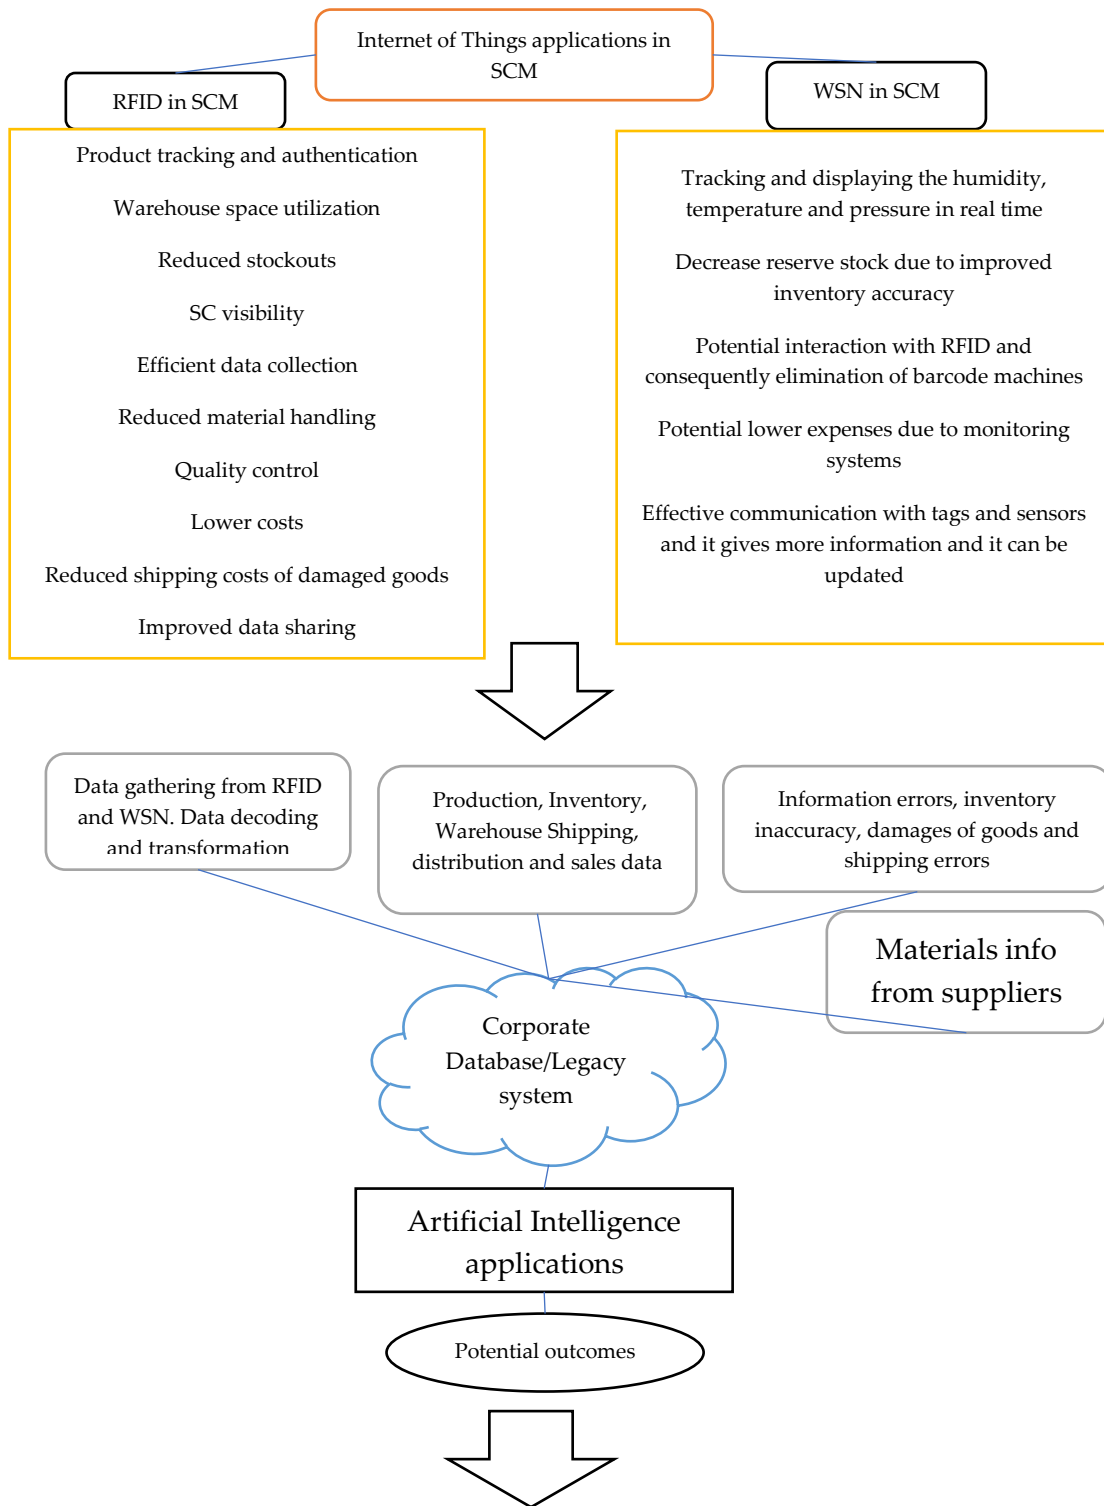 Internet of Things applications in
SCM
RFID in SCM
WSN in SCM
Product tracking and authentication
Warehouse space utilization
Reduced stockouts
SC visibility
Efficient data collection
Reduced material handling
Quality control
Lower costs
Reduced shipping costs of damaged goods
Improved data sharing
Tracking and displaying the humidity,
temperature and pressure in real time
Decrease reserve stock due to improved
inventory accuracy
Potential interaction with RFID and
consequently elimination of barcode machines
Potential lower expenses due to monitoring
systems
Effective communication with tags and sensors
and it gives more information and it can be
updated
Data gathering from RFID
and WSN. Data decoding
and transformation
Production, Inventory,
Warehouse Shipping,
distribution and sales data
Information errors, inventory
inaccuracy, damages of goods and
shipping errors
Materials info
from suppliers
Corporate
Database/Legacy
system
Artificial Intelligence
applications
Potential outcomes